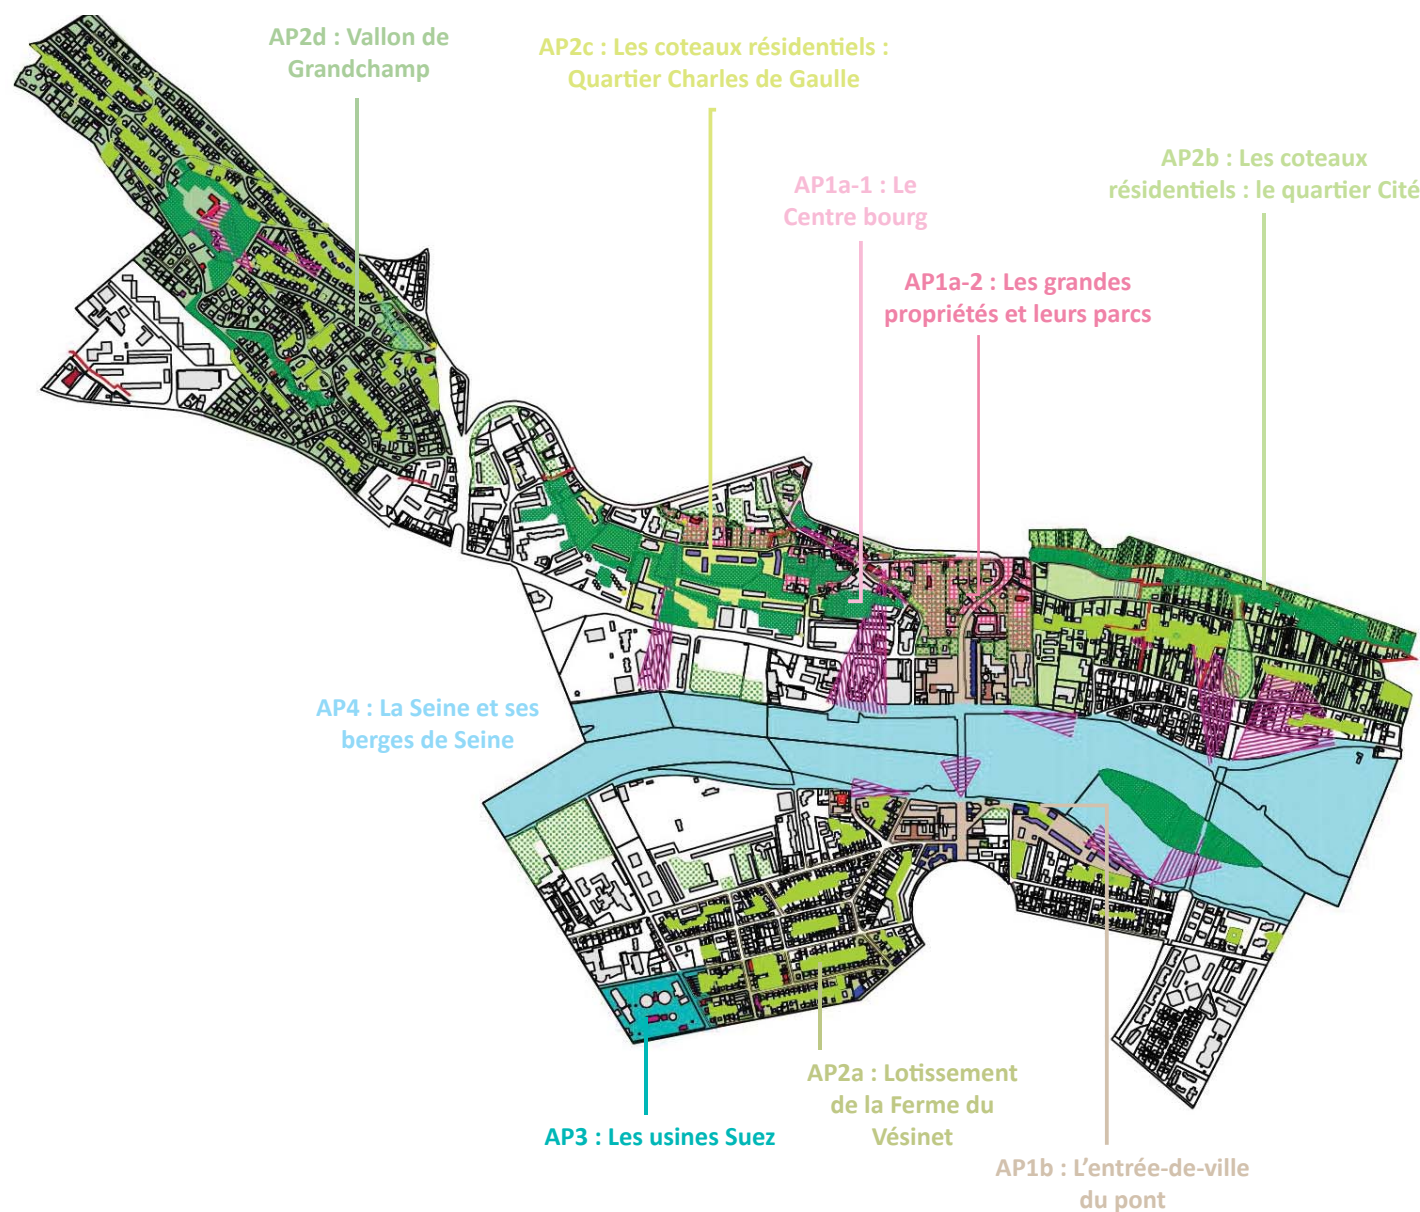 AP2d : Vallon de
Grandchamp
AP2c : Les coteaux résidentiels :
Quartier Charles de Gaulle
AP2b : Les coteaux
résidentiels : le quartier Cité
AP1a-1 : Le
Centre bourg
AP1a-2 : Les grandes
propriétés et leurs parcs
AP4 : La Seine et ses
berges de Seine
AP2a : Lotissement
de la Ferme du
Vésinet
AP3 : Les usines Suez
AP1b : L’entrée-de-ville
du pont